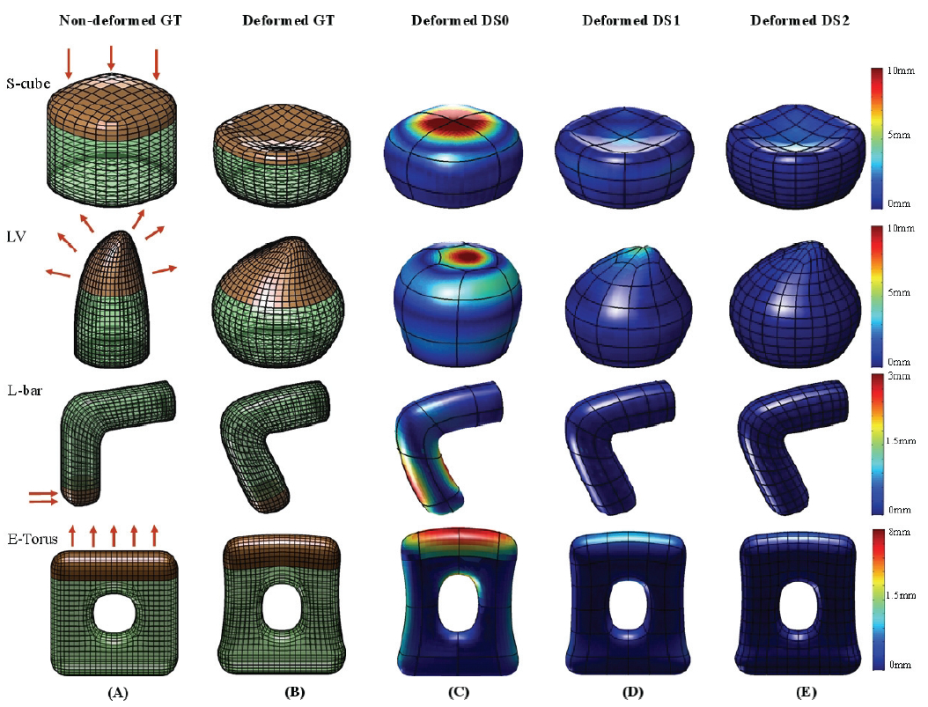 Non-deformed GT Deformed GT Deformed DS0 Deformed DS1 Deformed DS2
S-cube
10mm
5mm
0mm
LV
10mm
5mm
0mm
L-bar
3mm
1.5mm
0mm
E-Torus
8mm
1.5mm
0mm
(A) (B) (C) (D) (E)